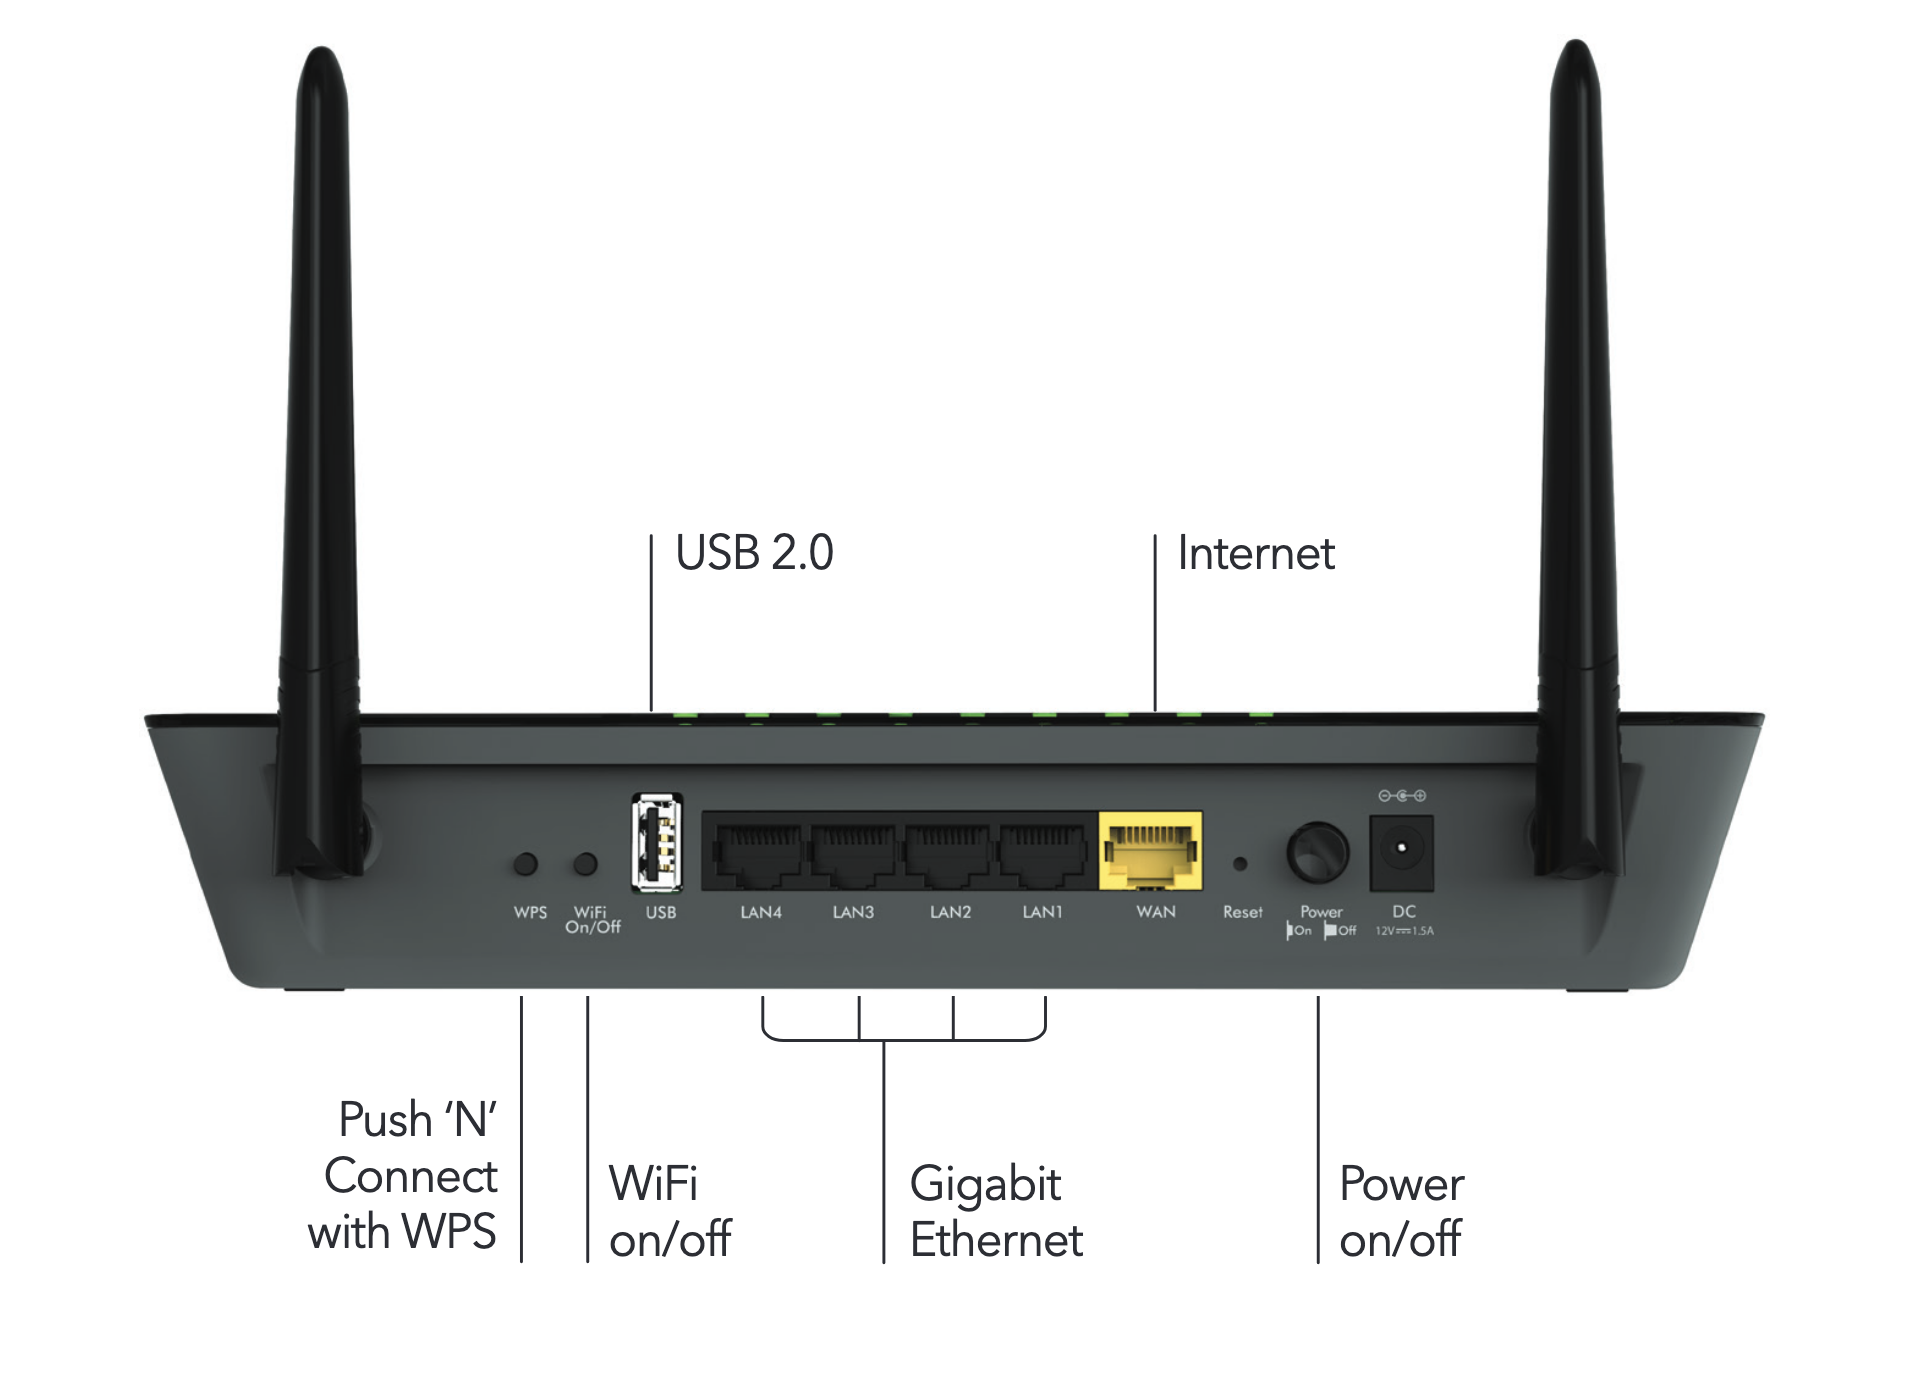 USB 2.0
Internet
WPS
WiFi
On/Off
USB
LAN4
LAN3
LAN2
LAN1
WAN
Reset
Power
On Off
DC
12V⎓1.5A
Push ‘N’
Connect
with WPS
WiFi
on/off
Gigabit
Ethernet
Power
on/off